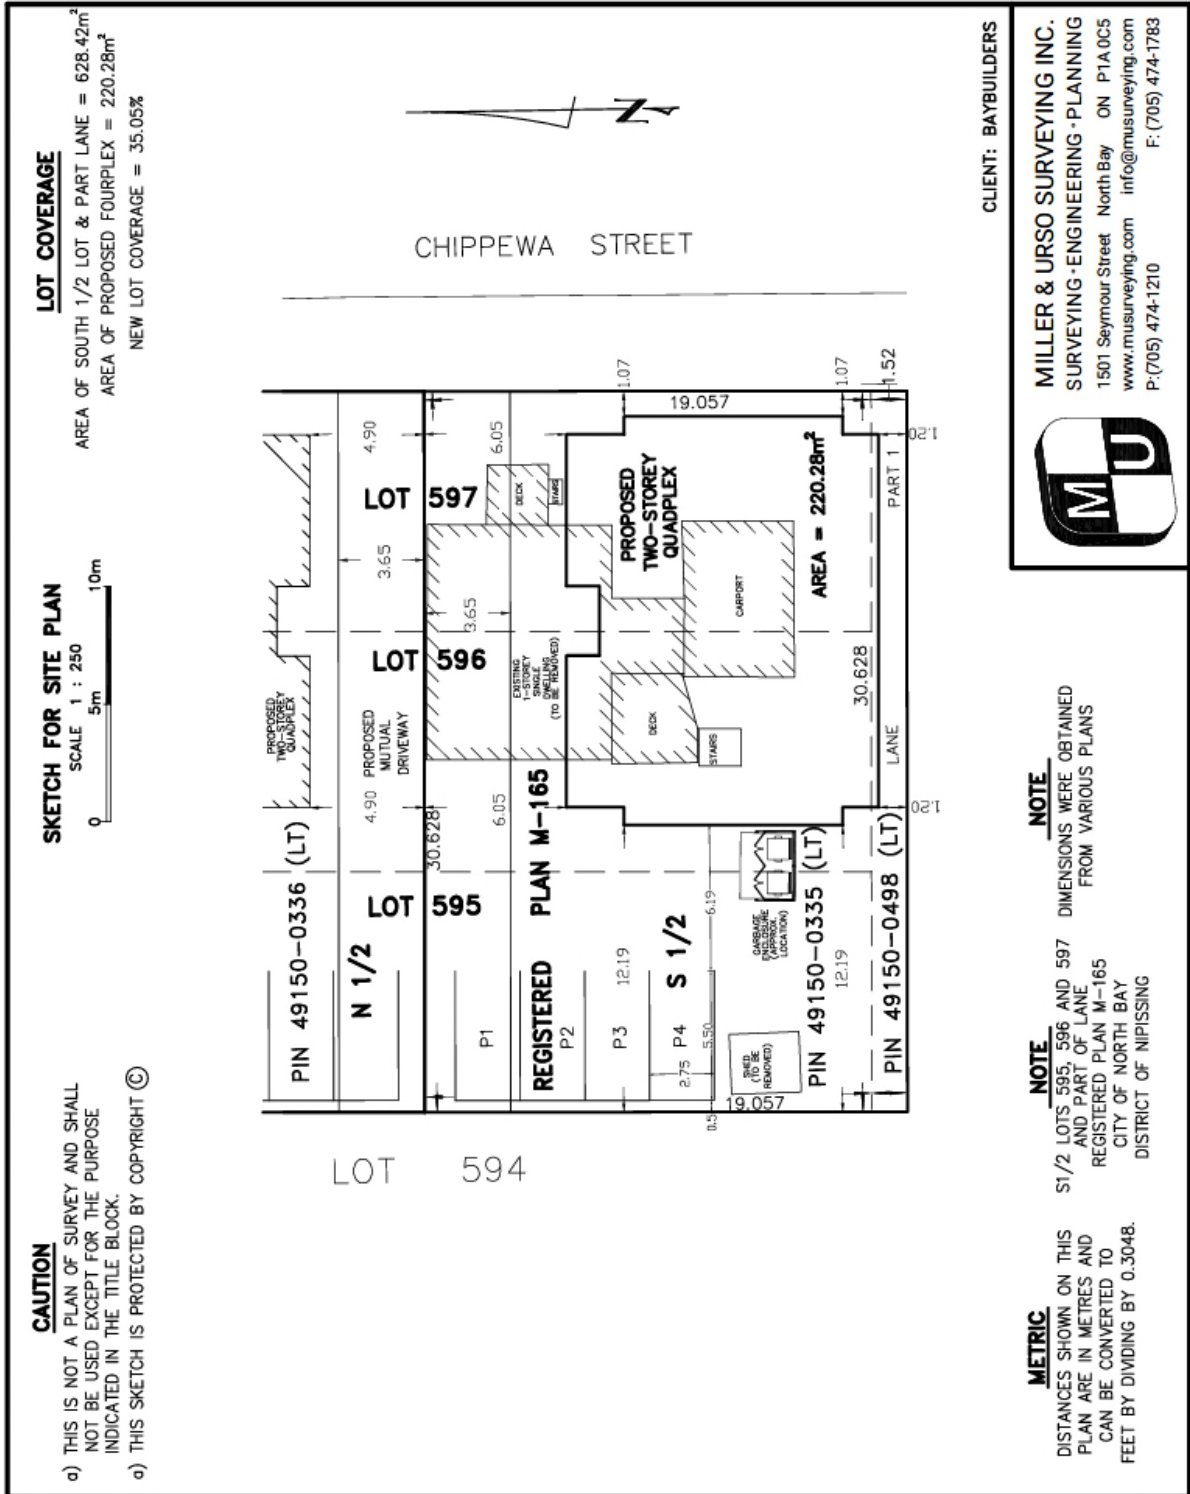 CAUTION
a) THIS IS NOT A PLAN OF SURVEY AND SHALL
NOT BE USED EXCEPT FOR THE PURPOSE
INDICATED IN THE TITLE BLOCK.
a) THIS SKETCH IS PROTECTED BY COPYRIGHT ©
SKETCH FOR SITE PLAN
SCALE 1 : 250
0
5m
10m
LOT COVERAGE
AREA OF SOUTH 1/2 LOT & PART LANE = 628.42m²
AREA OF PROPOSED FOURPLEX = 220.28m²
NEW LOT COVERAGE = 35.05%
N
CHIPPEWA STREET
LOT 594
PIN 49150-0336 (LT)
N 1/2
PROPOSED
TWO-STOREY
QUADPLEX
4.90
PROPOSED
MUTUAL
DRIVEWAY
3.65
4.90
30.628
LOT 595
LOT 596
LOT 597
3.65
6.05
6.05
P1
REGISTERED PLAN M-165
EXISTING
1-STOREY
SINGLE
DWELLING
(TO BE REMOVED)
DECK
STAIRS
P2
P3
12.19
1.07
P4
S 1/2
2.75
5.50
6.19
0.5
DECK
STAIRS
PROPOSED
TWO-STOREY
QUADPLEX
CARPORT
AREA = 220.28m²
19.057
19.057
SHED
(TO BE
REMOVED)
GARBAGE
ENCLOSURE
(APPROX.
LOCATION)
PIN 49150-0335 (LT)
12.19
30.628
1.07
1.52
PIN 49150-0498 (LT)
LANE
PART 1
1.20
1.20
METRIC
DISTANCES SHOWN ON THIS
PLAN ARE IN METRES AND
CAN BE CONVERTED TO
FEET BY DIVIDING BY 0.3048.
NOTE
S1/2 LOTS 595, 596 AND 597
AND PART OF LANE
REGISTERED PLAN M-165
CITY OF NORTH BAY
DISTRICT OF NIPISSING
NOTE
DIMENSIONS WERE OBTAINED
FROM VARIOUS PLANS
CLIENT: BAYBUILDERS
MU
MILLER & URSO SURVEYING INC.
SURVEYING · ENGINEERING · PLANNING
1501 Seymour Street North Bay ON P1A 0C5
www.musurveying.com info@musurveying.com
P:(705) 474-1210 F: (705) 474-1783